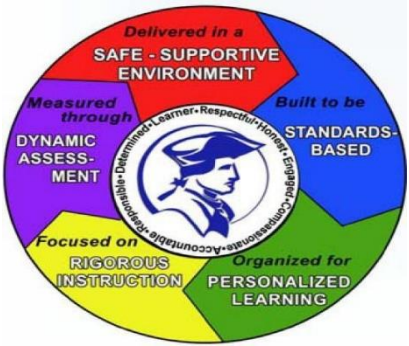 Delivered in a
SAFE - SUPPORTIVE
ENVIRONMENT
Built to be
STANDARDS-
BASED
Organized for
PERSONALIZED
LEARNING
Focused on
RIGOROUS
INSTRUCTION
Measured
through
DYNAMIC
ASSESS-
MENT
Accountable•Responsible•Determined•Learner•Respectful•Honest•Engaged•Compassionate•